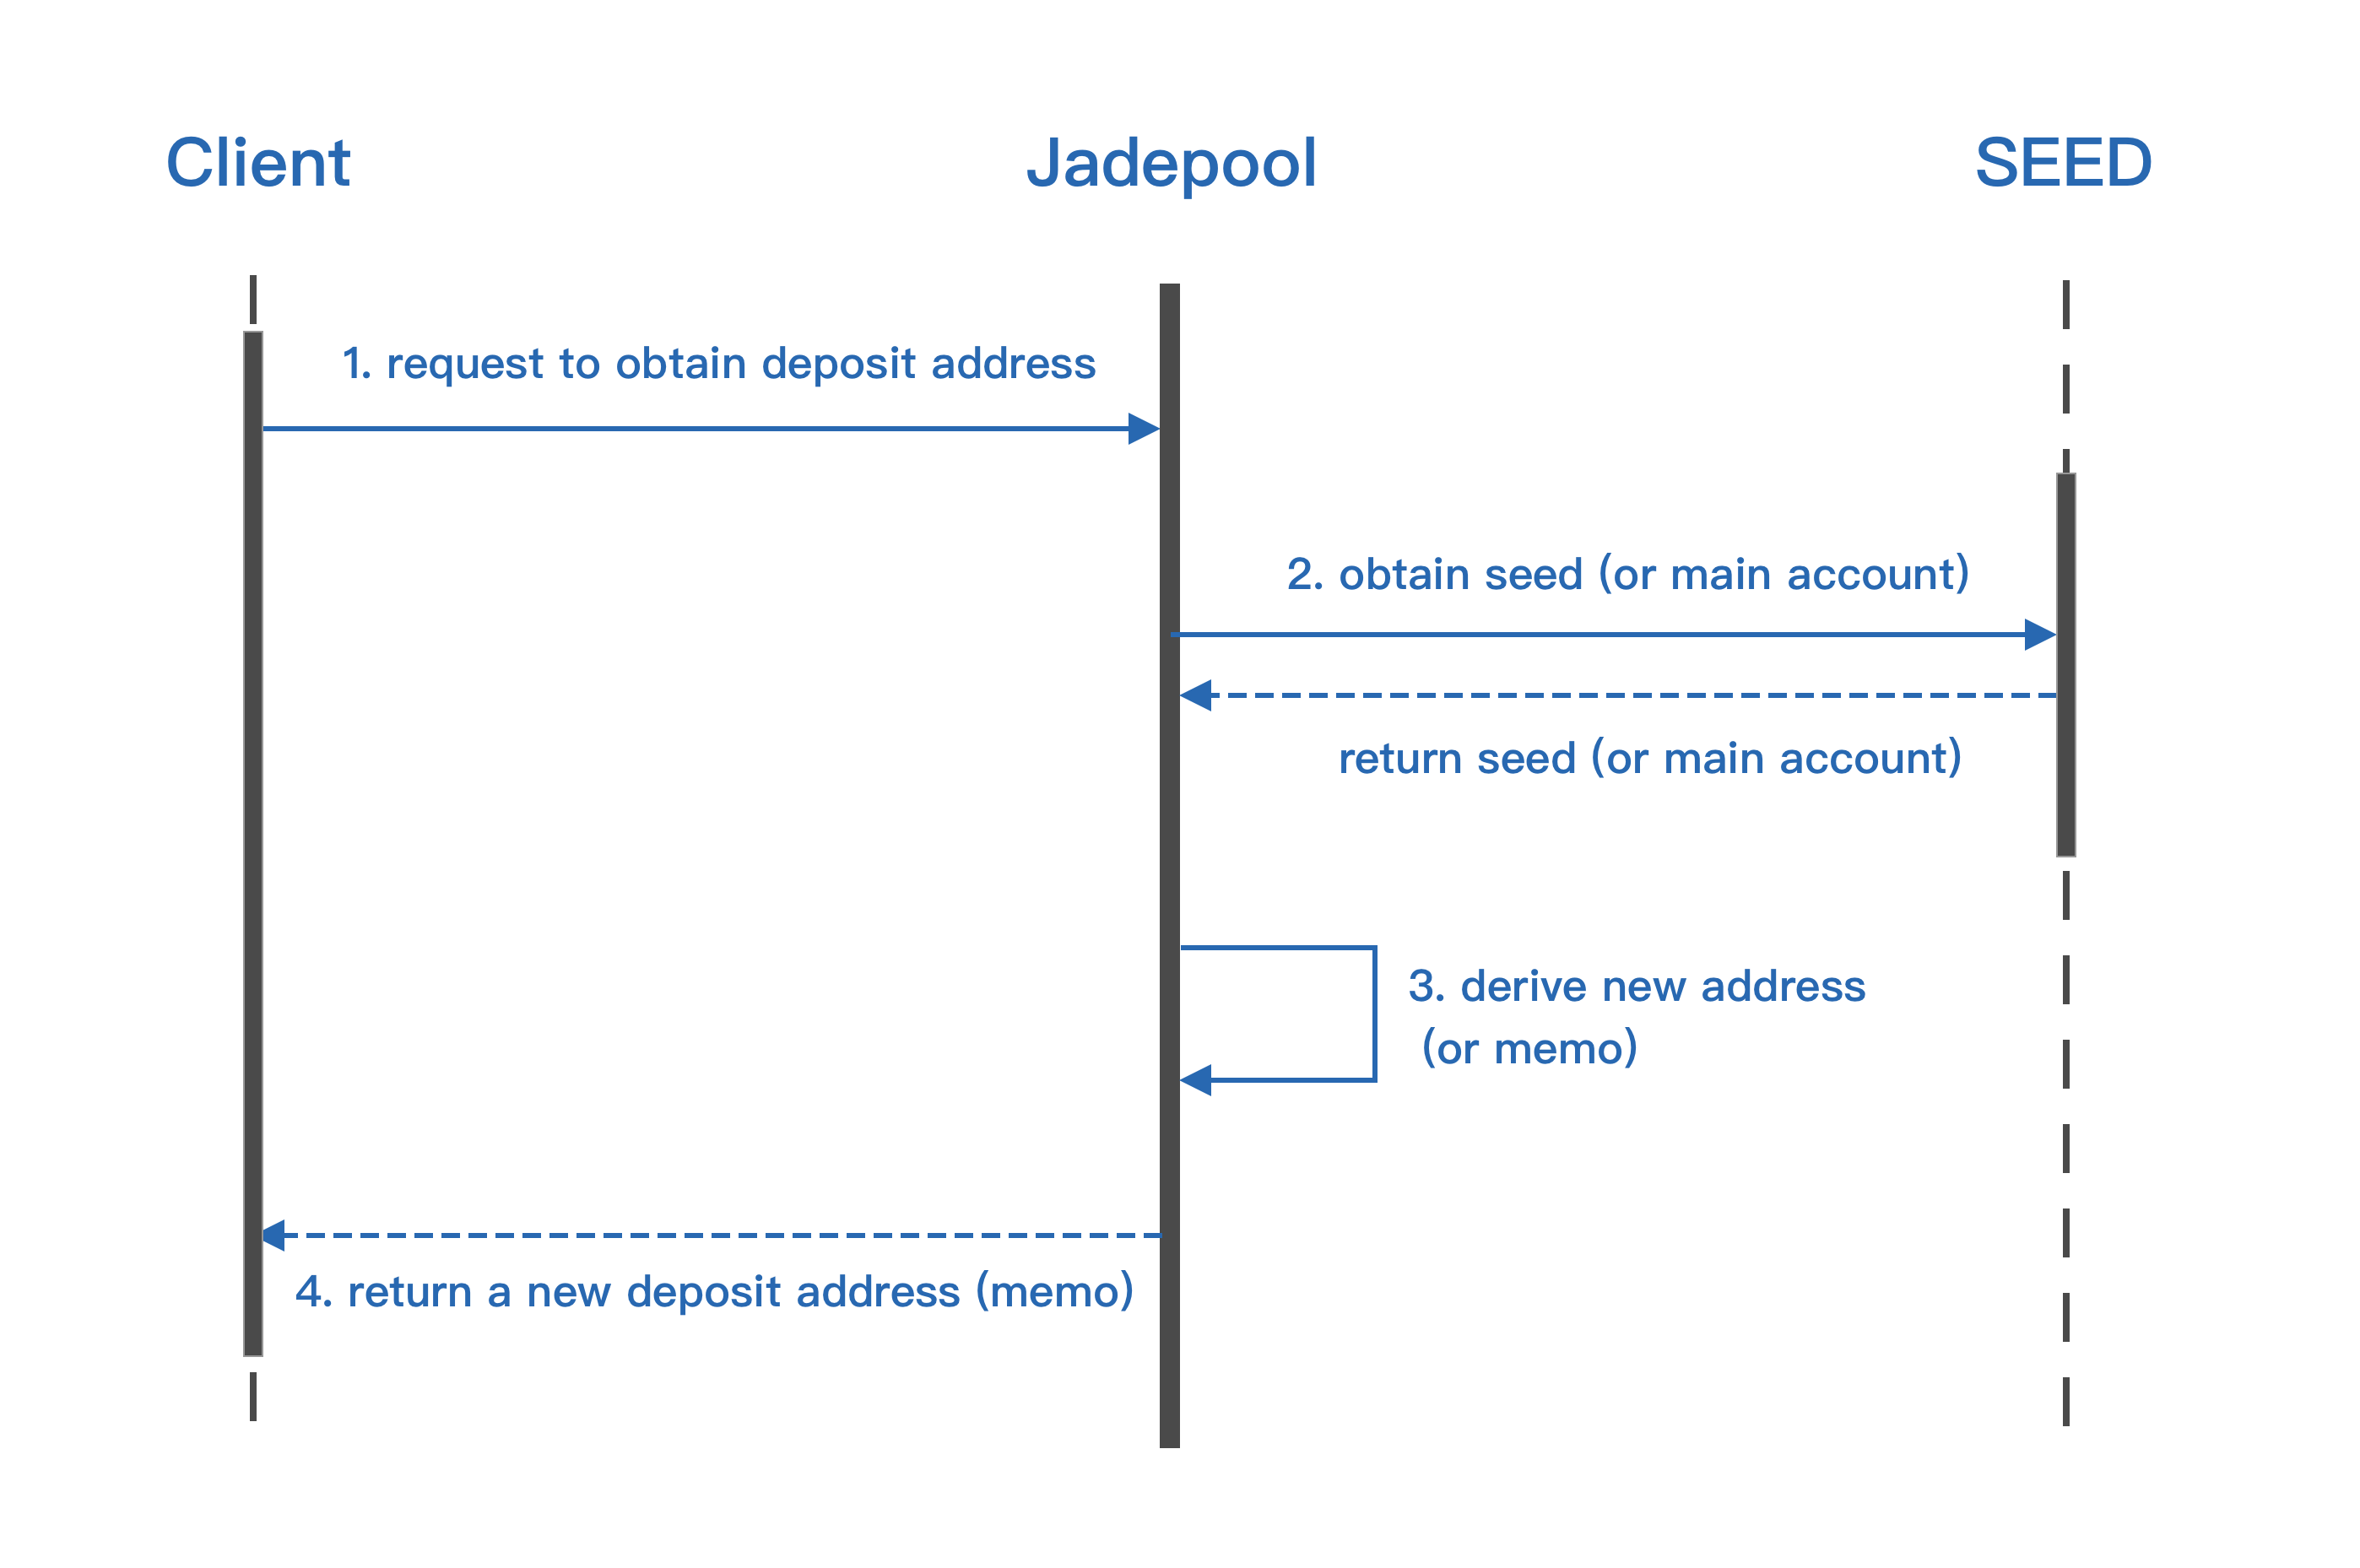 Client
Jadepool
SEED
1. request to obtain deposit address
2. obtain seed (or main account)
return seed (or main account)
3. derive new address
(or memo)
4. return a new deposit address (memo)